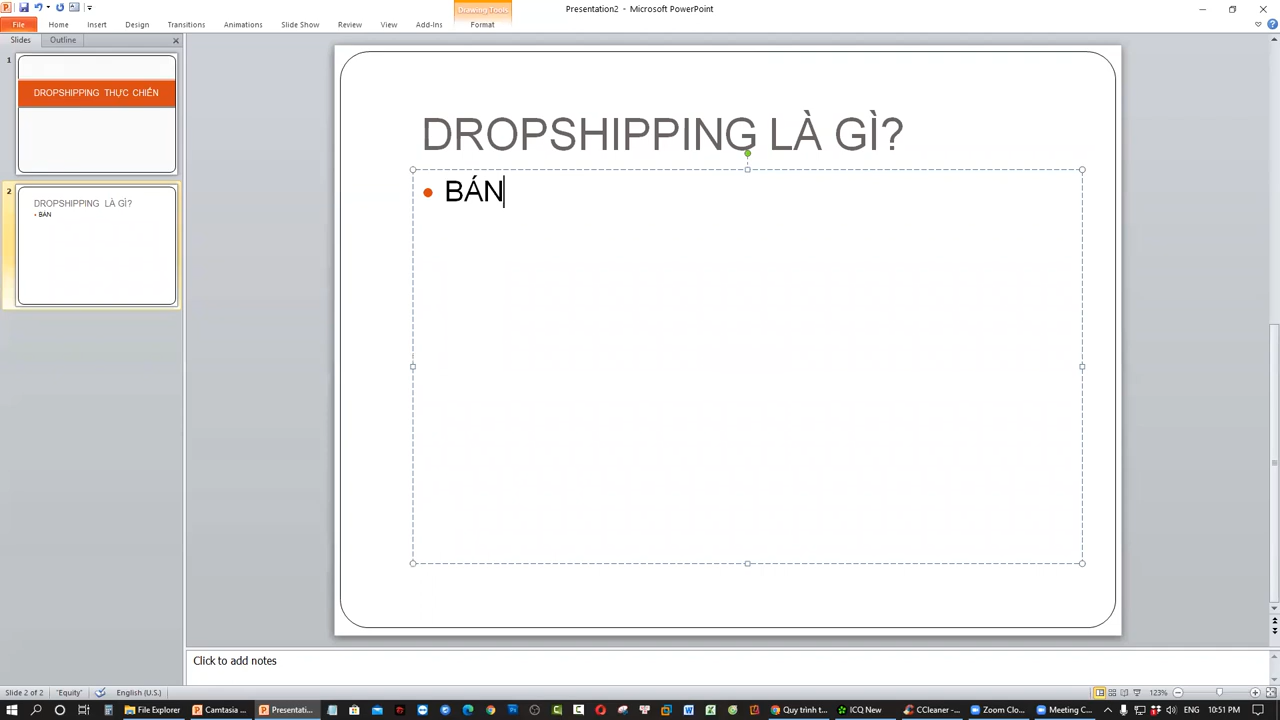 Drawing Tools
Presentation2 - Microsoft PowerPoint
File Home Insert Design Transitions Animations Slide Show Review View Add-Ins Format
Slides Outline
1
DROPSHIPPING THỰC CHIẾN
2
DROPSHIPPING LÀ GÌ?
• BÁN
DROPSHIPPING LÀ GÌ?
• BÁN
Click to add notes
Slide 2 of 2 "Equity" English (U.S.) 123%
File Explorer Camtasia Presentati... Quy trình t... ICQ New CCleaner -... Zoom Clo... Meeting C... ENG 10:51 PM